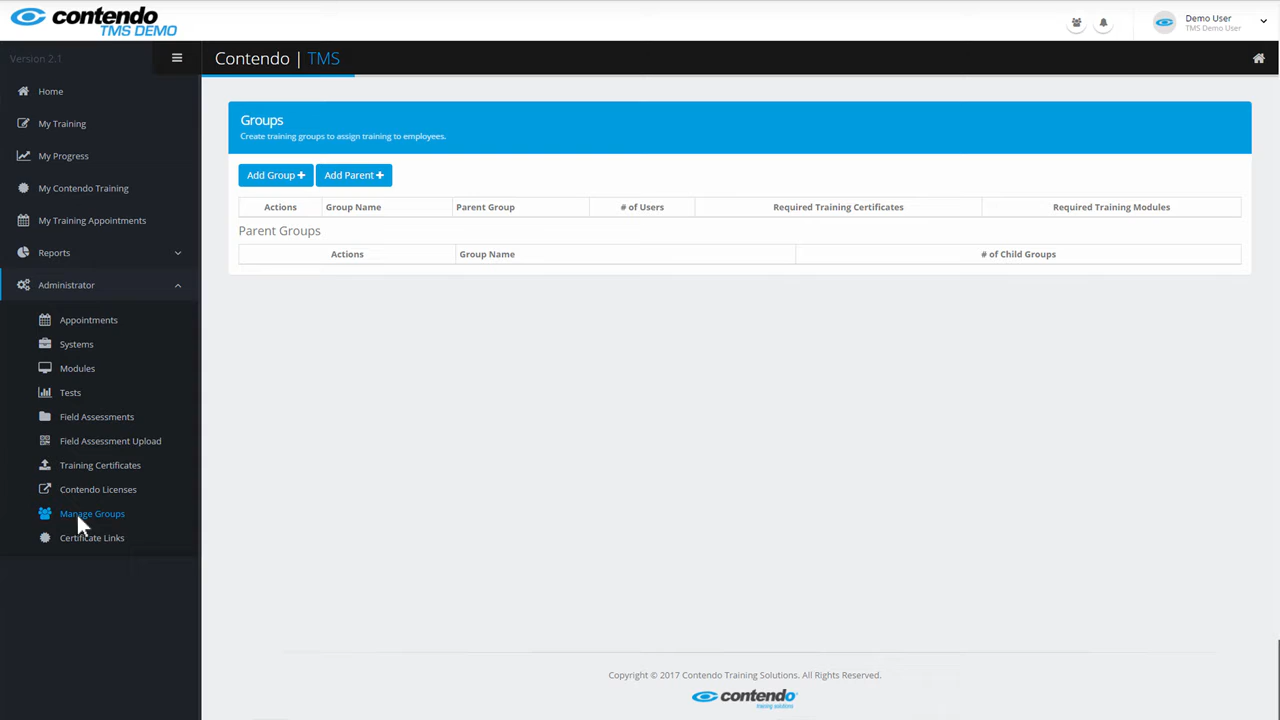 contendo
TMS DEMO
Demo User
TMS Demo User
Version 2.1
Contendo | TMS
Home
My Training
My Progress
My Contendo Training
My Training Appointments
Reports
Administrator
Appointments
Systems
Modules
Tests
Field Assessments
Field Assessment Upload
Training Certificates
Contendo Licenses
Manage Groups
Certificate Links
Groups
Create training groups to assign training to employees.
Add Group
Add Parent
Actions Group Name Parent Group # of Users Required Training Certificates Required Training Modules
Parent Groups
Actions Group Name # of Child Groups
Copyright © 2017 Contendo Training Solutions. All Rights Reserved.
contendo
training solutions